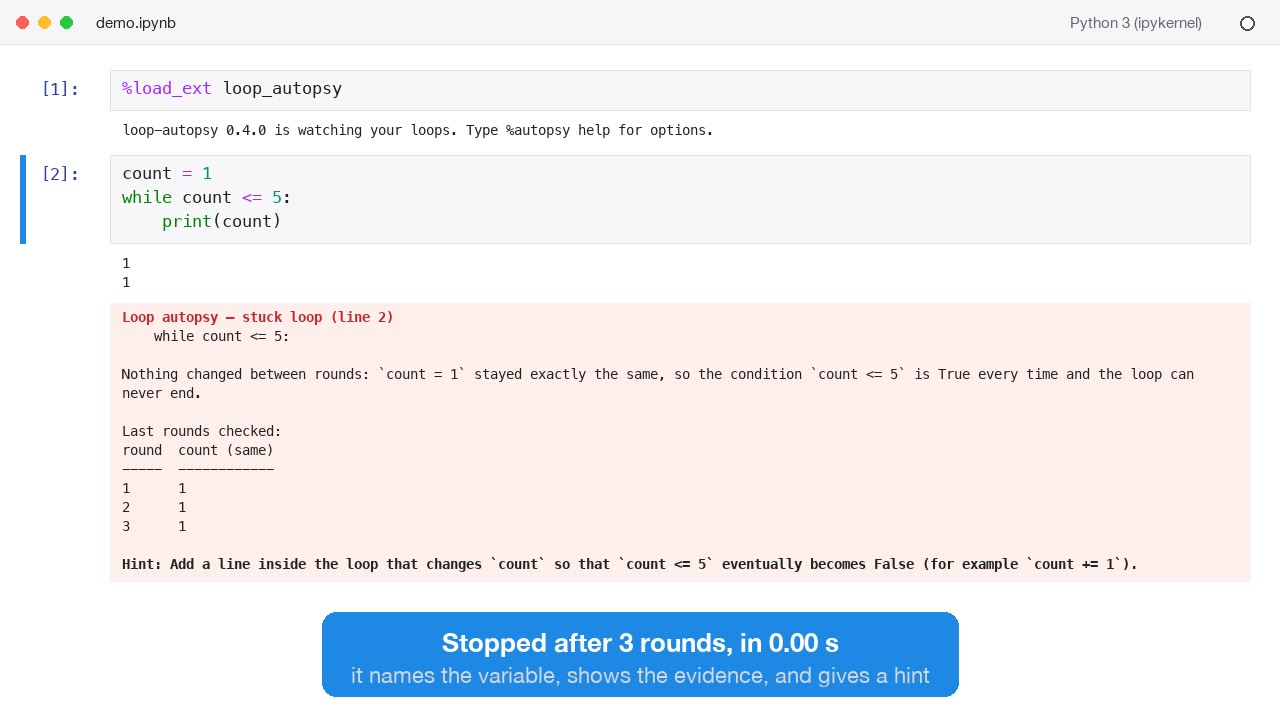 demo.ipynb
Python 3 (ipykernel)
[1]:
%load_ext loop_autopsy
loop-autopsy 0.4.0 is watching your loops. Type %autopsy help for options.
[2]:
count = 1
while count <= 5:
    print(count)
1
1
Loop autopsy — stuck loop (line 2)
    while count <= 5:
Nothing changed between rounds: `count = 1` stayed exactly the same, so the condition `count <= 5` is True every time and the loop can
never end.
Last rounds checked:
round  count (same)
-----  ------------
1      1
2      1
3      1
Hint: Add a line inside the loop that changes `count` so that `count <= 5` eventually becomes False (for example `count += 1`).
Stopped after 3 rounds, in 0.00 s
it names the variable, shows the evidence, and gives a hint